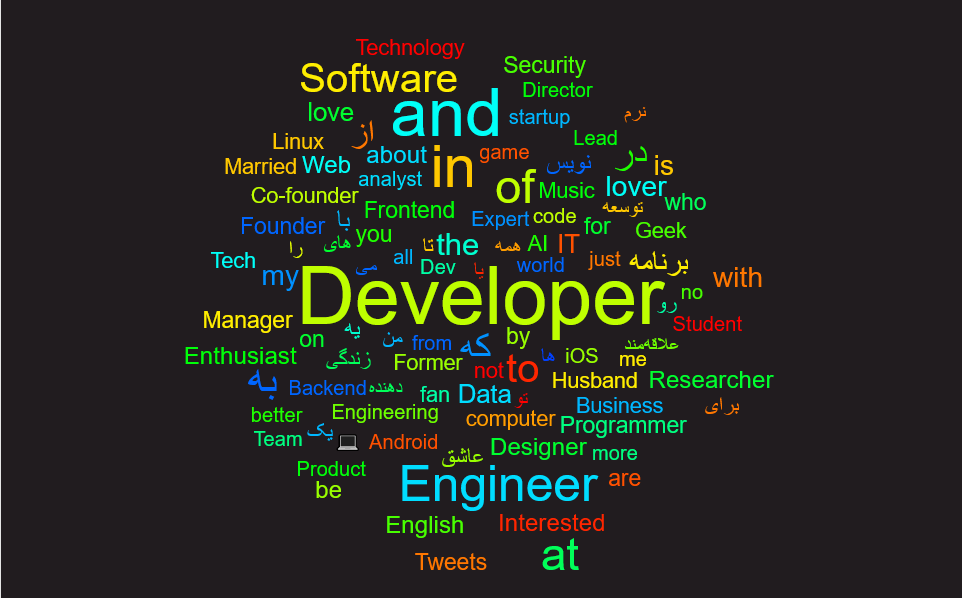 Technology
Software Security
Director
love and startup نرم
Linux از Lead
Married Web about in game نویس در is
analyst of Music lover
Co-founder Frontend Expert code توسعه who
Founder با you for Geek
را های تا the همه AI IT
Tech my می all Dev یا world just برنامه with
Developer no
رو
Manager Student
on یه من from که by علاقه‌مند
Enthusiast زندگی Former ها iOS me
به Backend دهنده not to Husband Researcher
fan Data تو Business برای
better Engineering computer Programmer
Team یک 💻 Android عاشق Designer more
Product
be Engineer are
English Interested
Tweets at